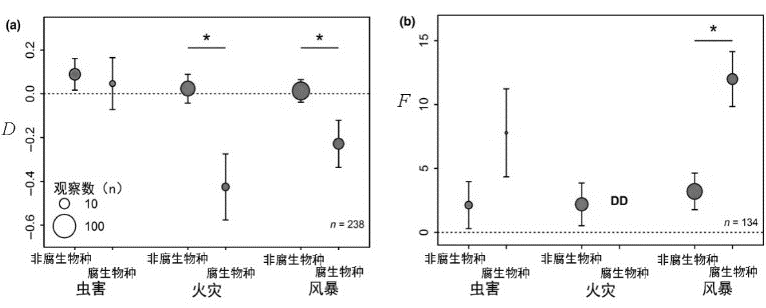 (a)
*
*
D
0.2
0.0
−0.2
−0.4
−0.6
观察数（n）
10
100
n = 238
非腐生物种
腐生物种
非腐生物种
腐生物种
非腐生物种
腐生物种
虫害
火灾
风暴
(b)
*
F
15
10
5
0
DD
n = 134
非腐生物种
腐生物种
非腐生物种
腐生物种
非腐生物种
腐生物种
虫害
火灾
风暴